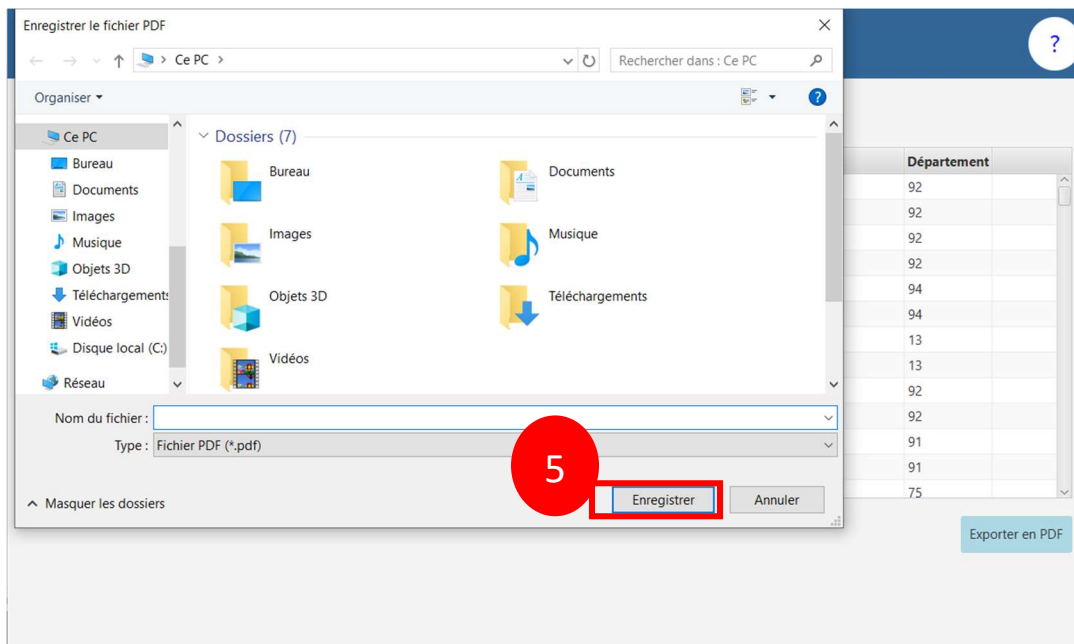 Enregistrer le fichier PDF
?
Ce PC
Rechercher dans : Ce PC
Organiser
?
Ce PC
Bureau
Documents
Images
Musique
Objets 3D
Téléchargements
Vidéos
Disque local (C:)
Réseau
Dossiers (7)
Bureau
Documents
Images
Musique
Objets 3D
Téléchargements
Vidéos
Nom du fichier :
Type : Fichier PDF (*.pdf)
5
Masquer les dossiers
Enregistrer
Annuler
Département
92
92
92
92
94
94
13
13
92
92
91
91
75
Exporter en PDF